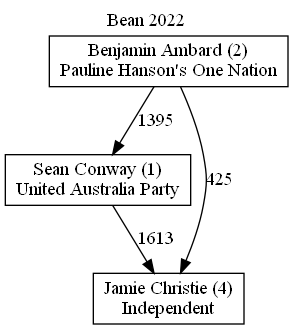 Bean 2022
Benjamin Ambard (2)
Pauline Hanson's One Nation
1395
Sean Conway (1)
United Australia Party
425
1613
Jamie Christie (4)
Independent